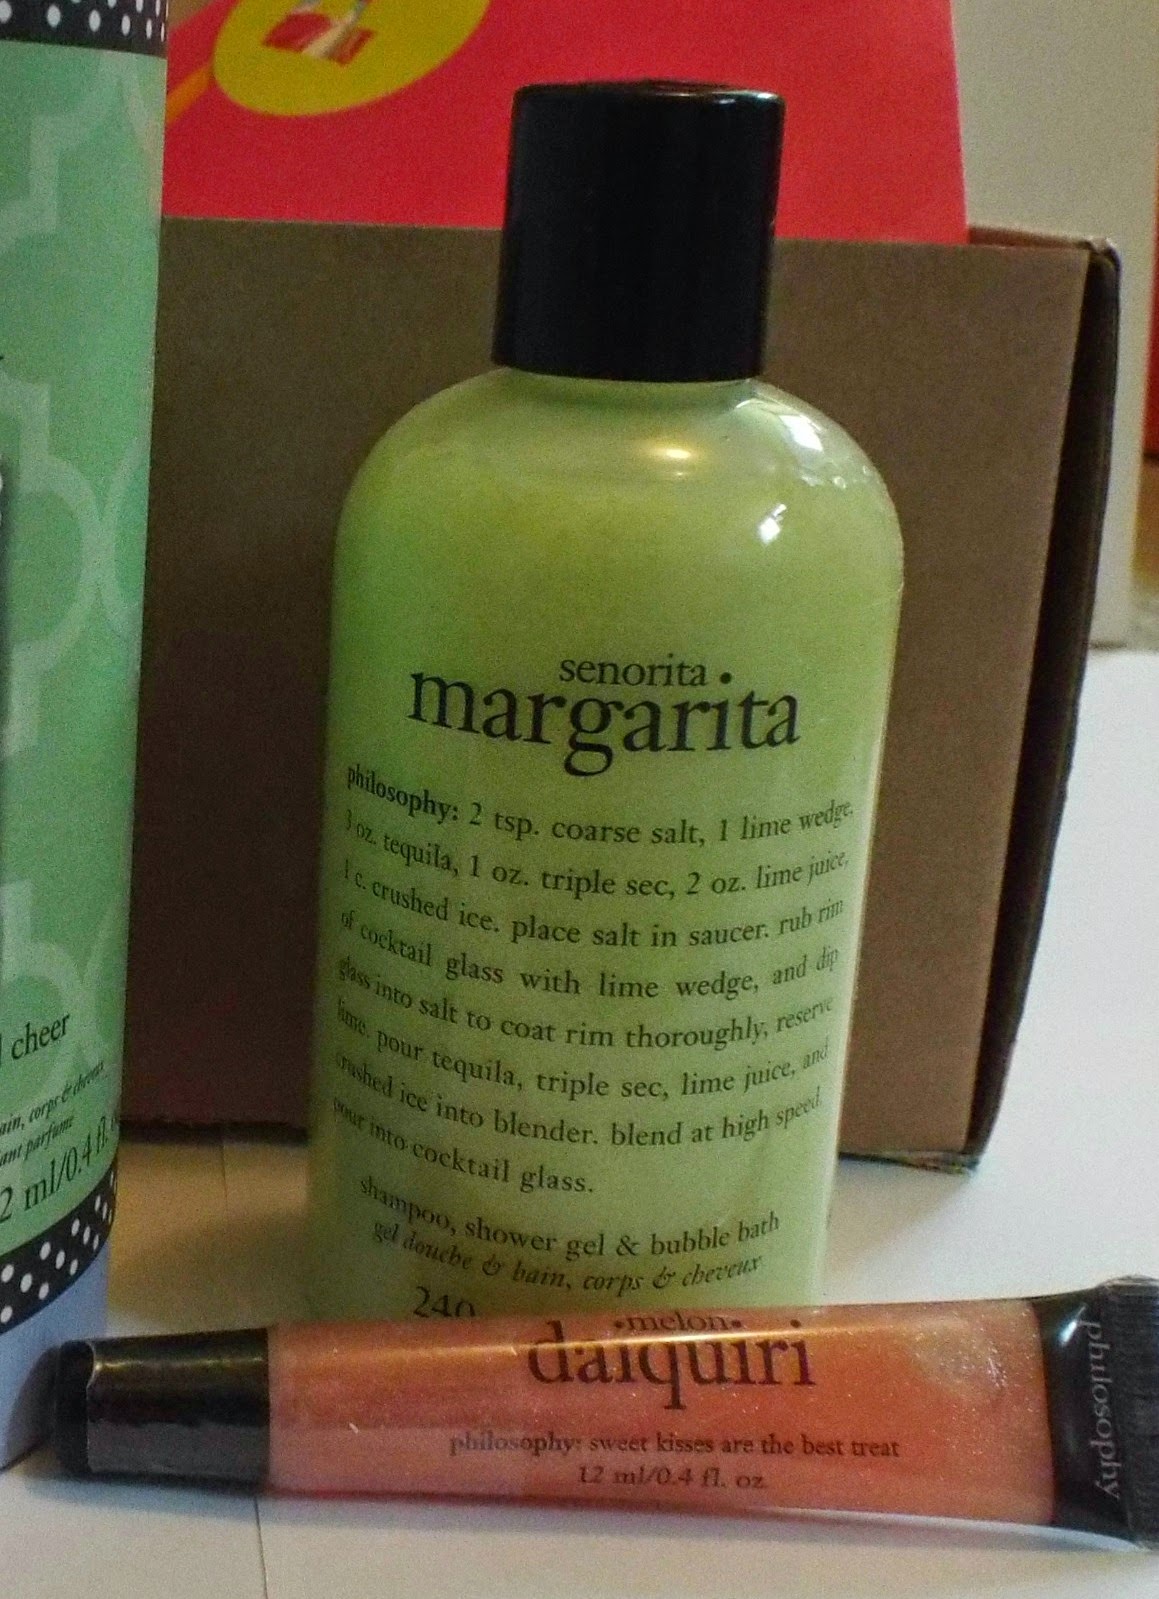 senorita
margarita
philosophy: 2 tsp. coarse salt, 1 lime wedge,
3 oz. tequila, 1 oz. triple sec, 2 oz. lime juice,
1 c. crushed ice. place salt in saucer. rub rim
of cocktail glass with lime wedge, and dip
glass into salt to coat rim thoroughly, reserve
lime. pour tequila, triple sec, lime juice, and
crushed ice into blender. blend at high speed.
pour into cocktail glass.
shampoo, shower gel & bubble bath
gel douche & bain, corps & cheveux
240
•melon•
daiquiri
philosophy: sweet kisses are the best treat
12 ml/0.4 fl. oz
philosophy
cheer
corps & cheveux
parfume
2 ml/0.4 fl.